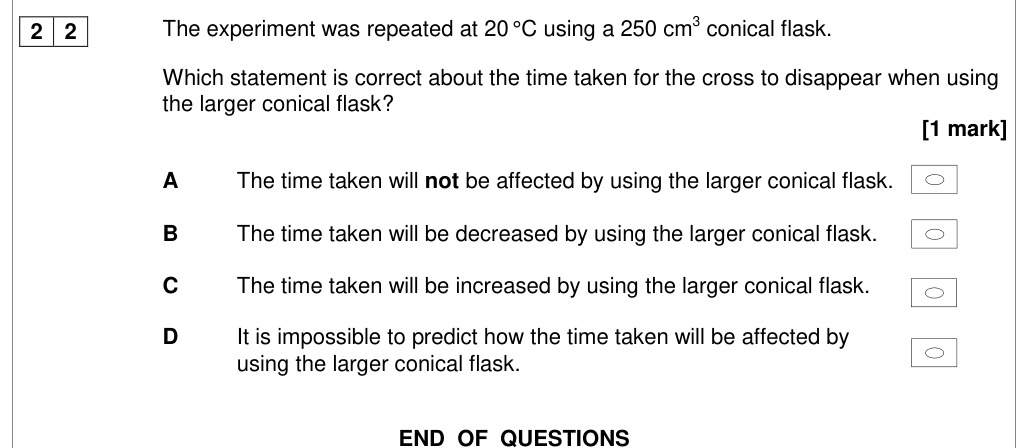 2 2 The experiment was repeated at 20 °C using a 250 cm³ conical flask.
Which statement is correct about the time taken for the cross to disappear when using
the larger conical flask?
[1 mark]
A The time taken will not be affected by using the larger conical flask.
B The time taken will be decreased by using the larger conical flask.
C The time taken will be increased by using the larger conical flask.
D It is impossible to predict how the time taken will be affected by
using the larger conical flask.
END OF QUESTIONS